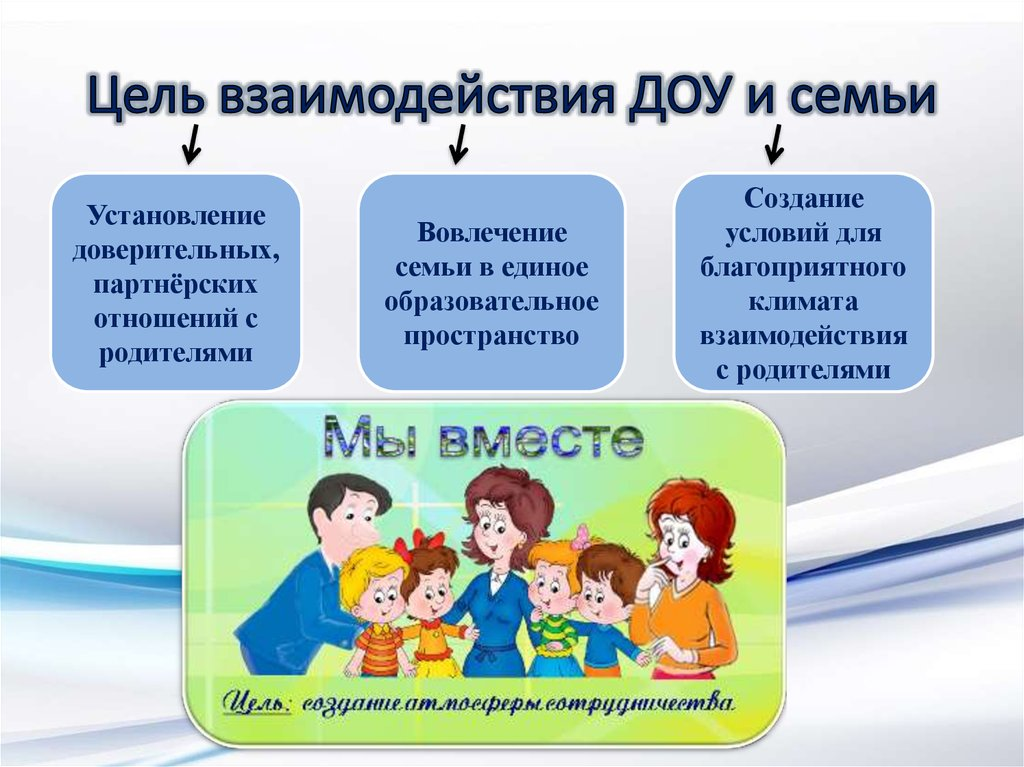 Цель взаимодействия ДОУ и семьи
Установление
доверительных,
партнёрских
отношений с
родителями
Вовлечение
семьи в единое
образовательное
пространство
Создание
условий для
благоприятного
климата
взаимодействия
с родителями
Мы вместе
Цель: создание атмосферы сотрудничества.